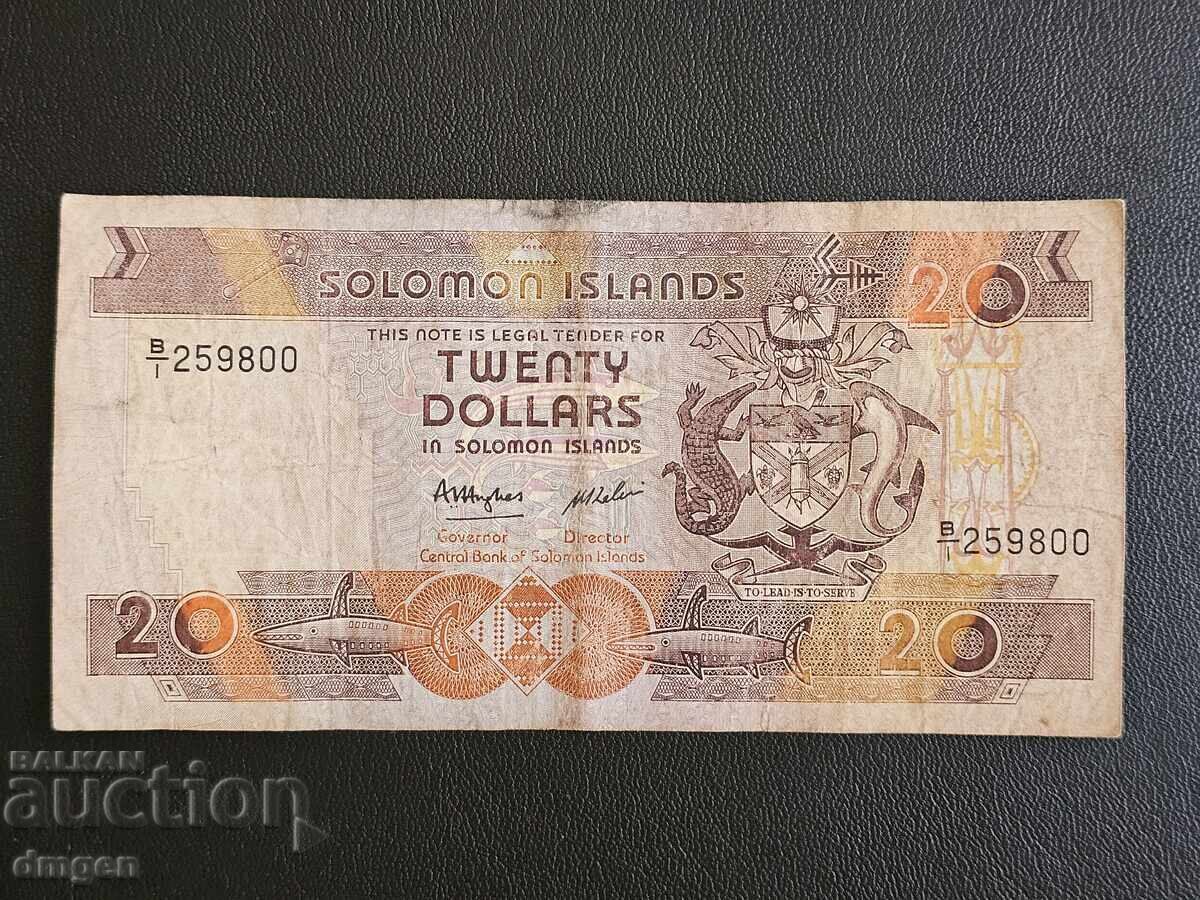 SOLOMON ISLANDS
20
THIS NOTE IS LEGAL TENDER FOR
B/1 259800
TWENTY
DOLLARS
IN SOLOMON ISLANDS
Governor Director
Central Bank of Solomon Islands
B/1 259800
TO·LEAD·IS·TO·SERVE
20
20
BALKAN
auction
dmgen